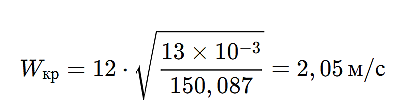 W_кр = 12 · √(13 × 10⁻³ / 150,087) = 2,05 м/с